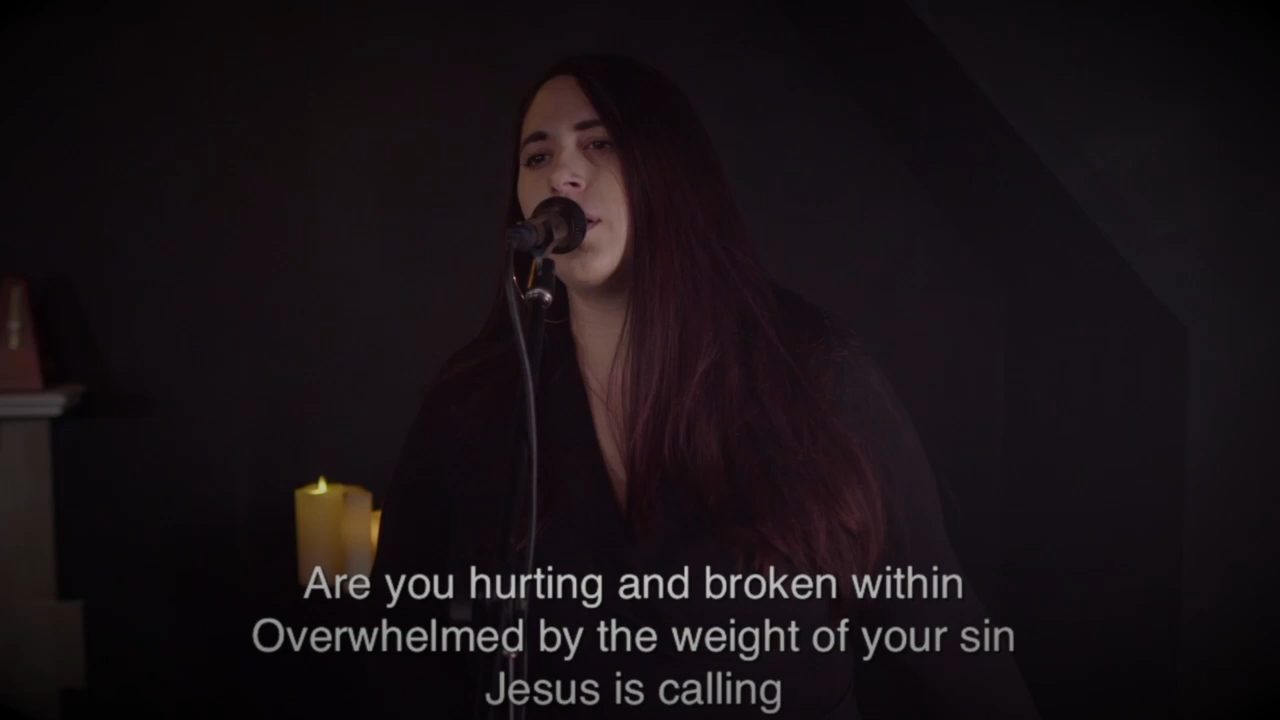 Are you hurting and broken within
Overwhelmed by the weight of your sin
Jesus is calling